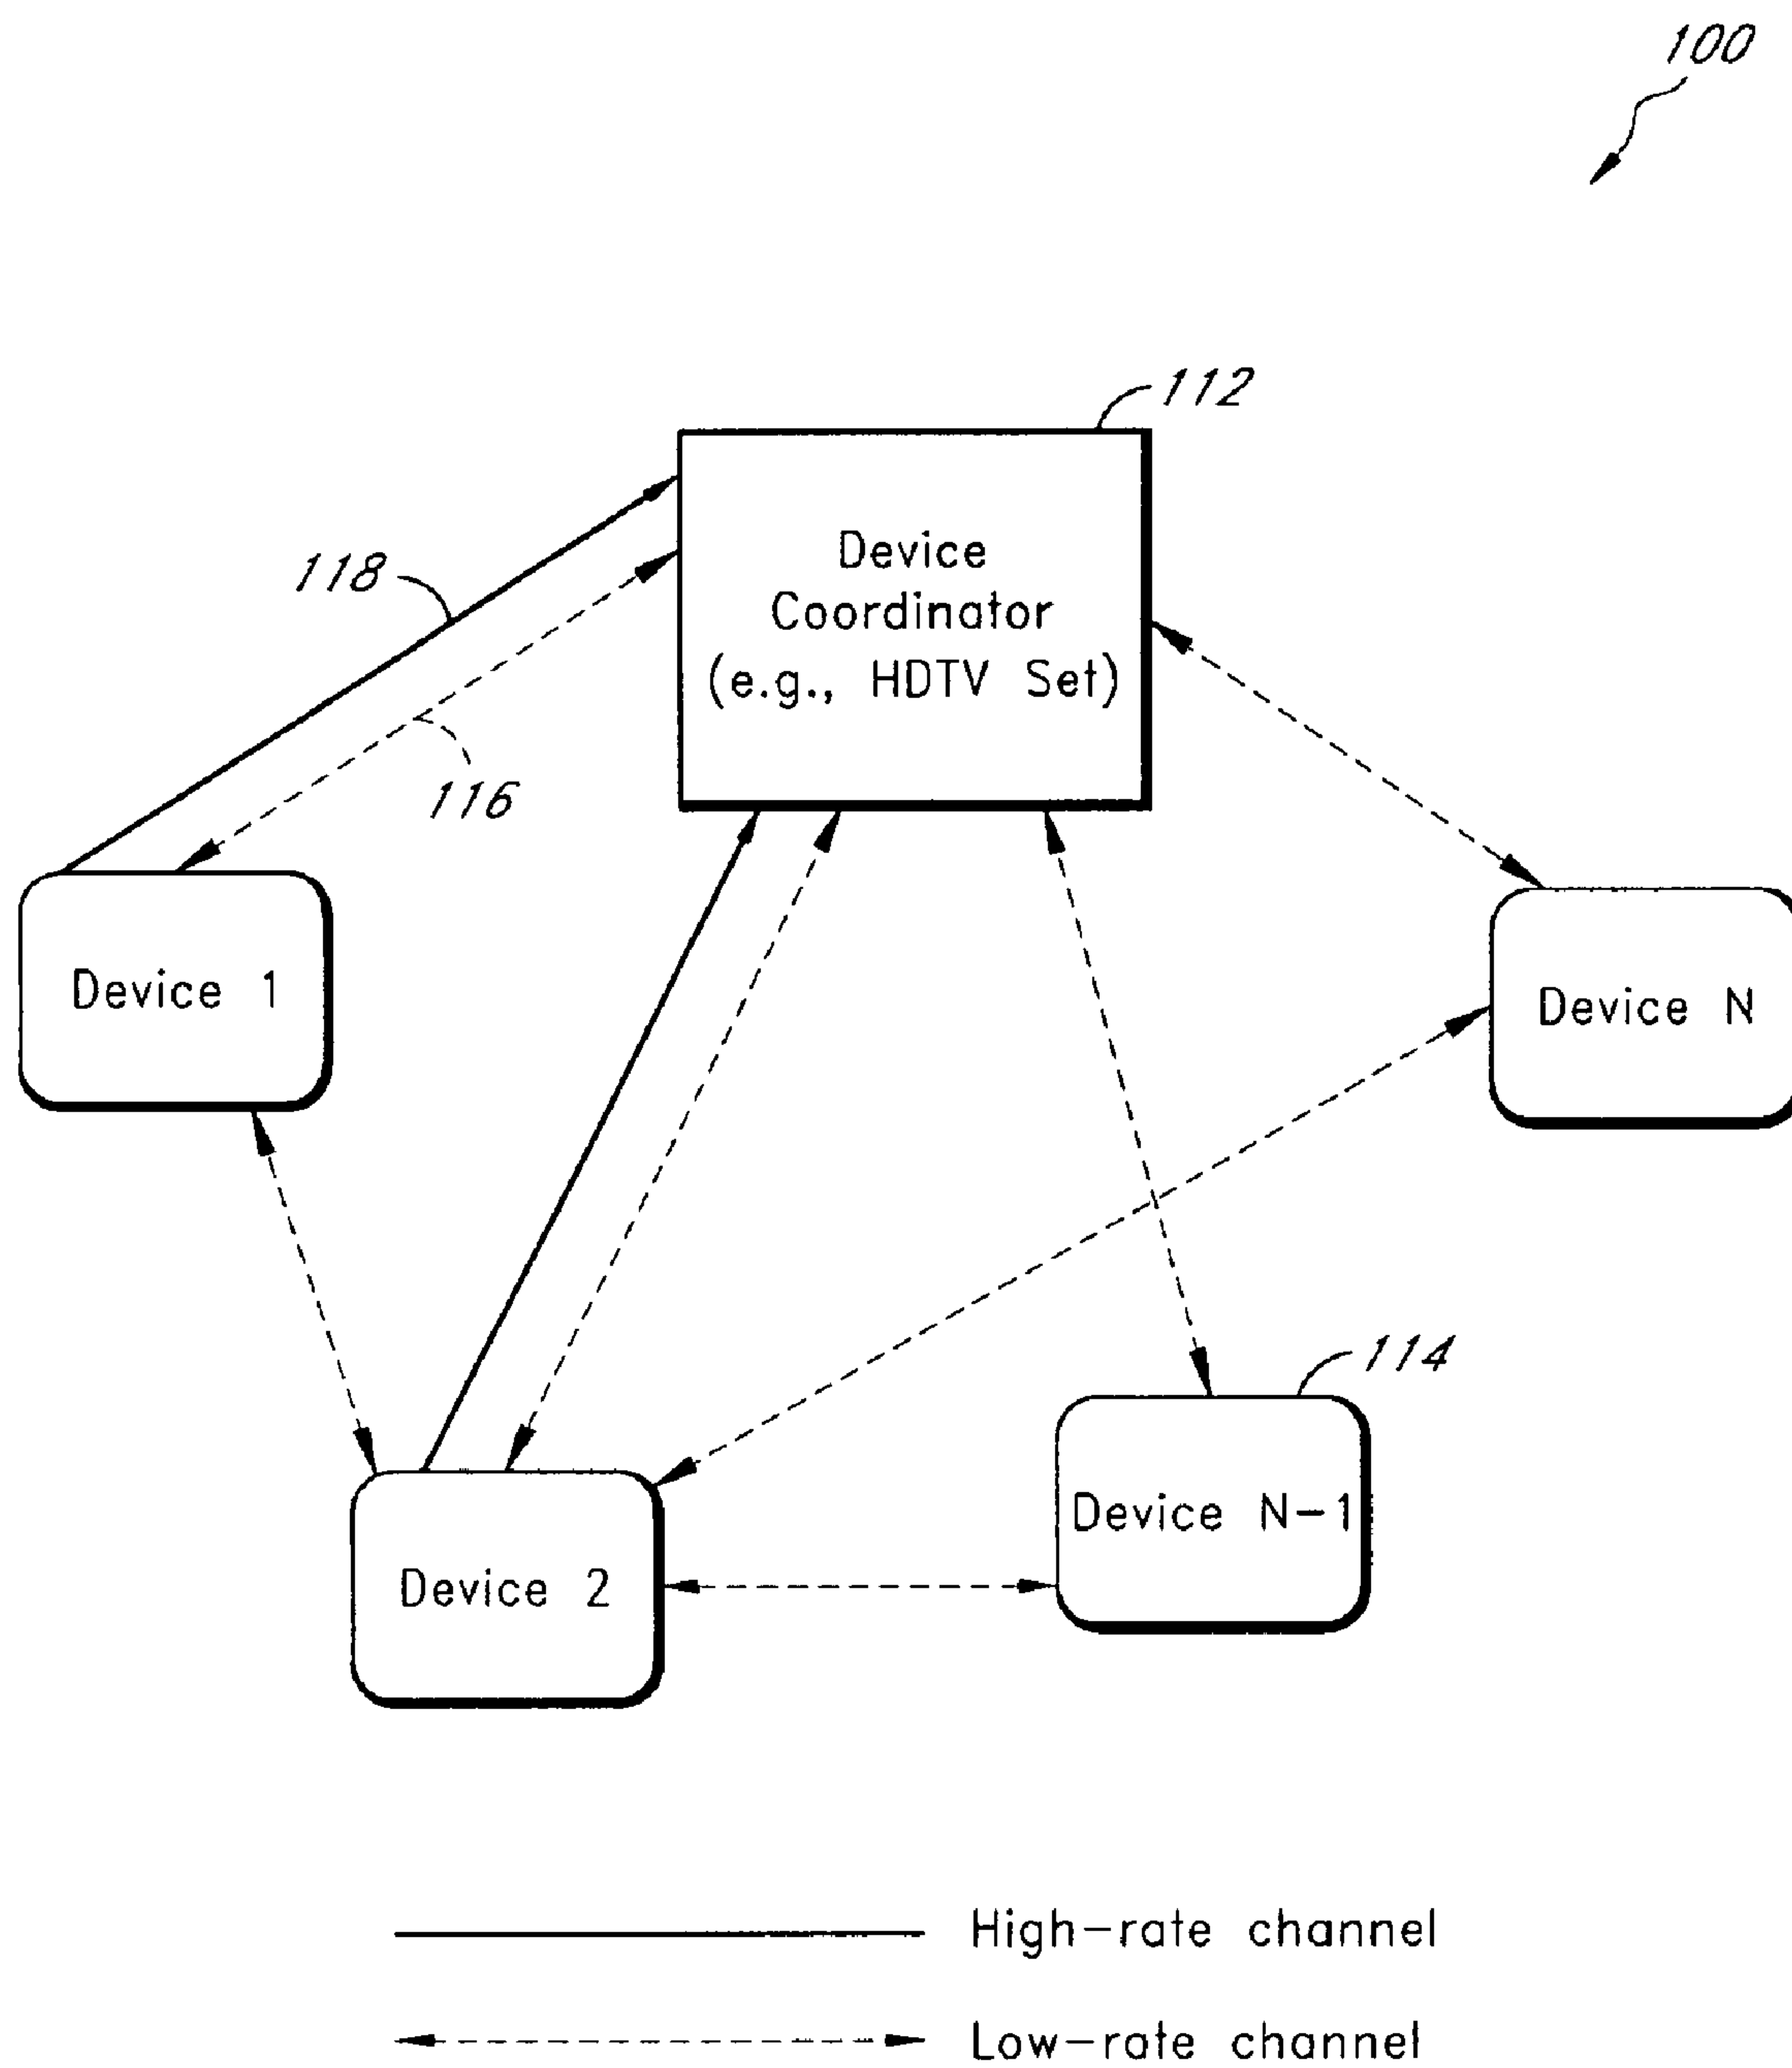 100
112
Device
Coordinator
(e.g., HDTV Set)
118
116
Device 1
Device N
114
Device N-1
Device 2
High-rate channel
Low-rate channel